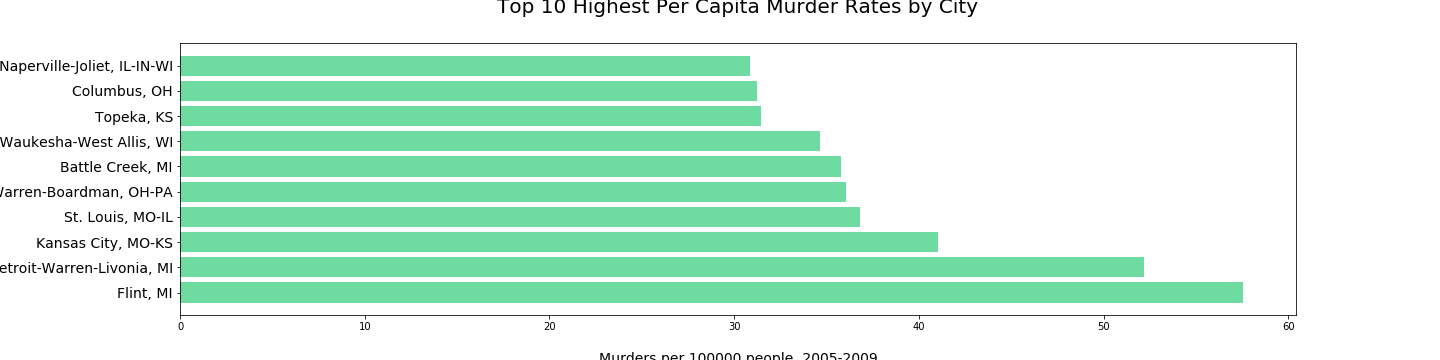 Top 10 Highest Per Capita Murder Rates by City
Naperville-Joliet, IL-IN-WI
Columbus, OH
Topeka, KS
Waukesha-West Allis, WI
Battle Creek, MI
Warren-Boardman, OH-PA
St. Louis, MO-IL
Kansas City, MO-KS
etroit-Warren-Livonia, MI
Flint, MI
0 10 20 30 40 50 60
Murders per 100000 people, 2005-2009